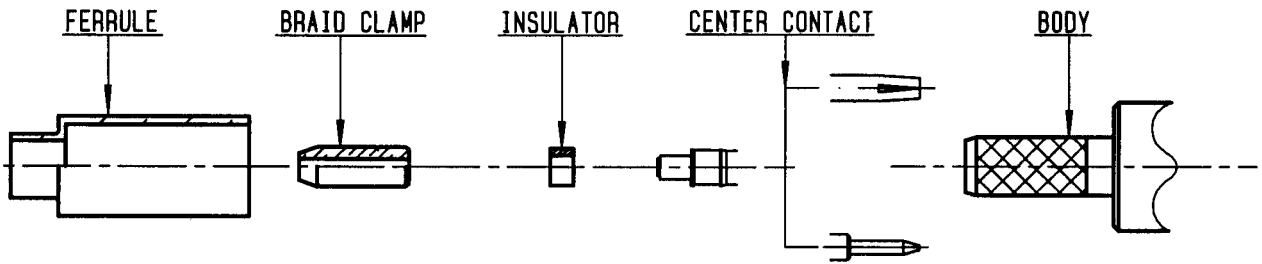 FERRULE
BRAID CLAMP
INSULATOR
CENTER CONTACT
BODY